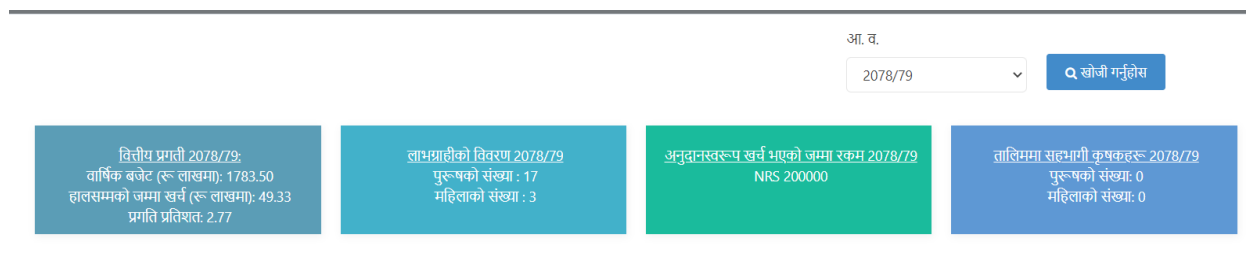 आ. व.
2078/79
खोजी गर्नुहोस
वित्तीय प्रगती 2078/79:
वार्षिक बजेट (रू लाखमा): 1783.50
हालसम्मको जम्मा खर्च (रू लाखमा): 49.33
प्रगति प्रतिशत: 2.77
लाभग्राहीको विवरण 2078/79
पुरूषको संख्या : 17
महिलाको संख्या : 3
अनुदानस्वरूप खर्च भएको जम्मा रकम 2078/79
NRS 200000
तालिममा सहभागी कृषकहरू 2078/79
पुरूषको संख्या: 0
महिलाको संख्या: 0